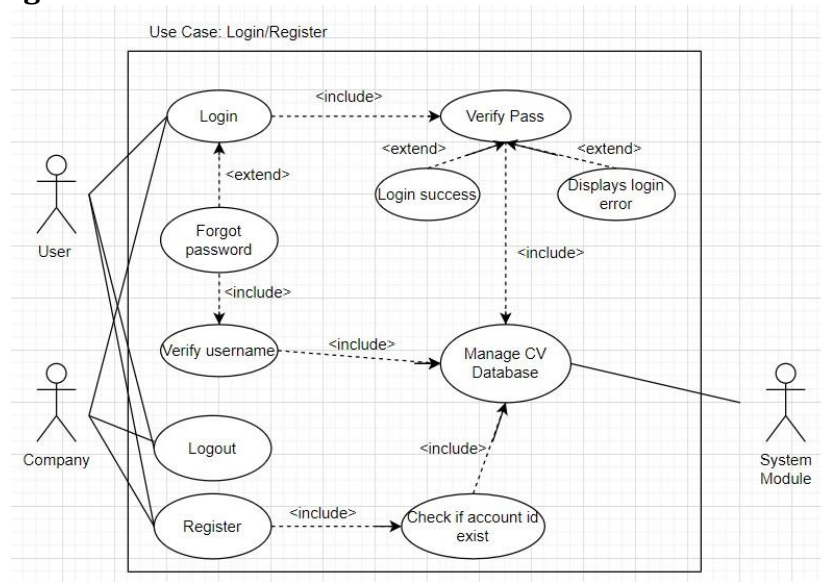 Use Case: Login/Register
Login
<include>
Verify Pass
<extend>
<extend>
<extend>
Login success
Displays login
error
User
Forgot
password
<include>
<include>
Verify username
<include>
Manage CV
Database
Company
Logout
<include>
System
Module
Register
<include>
Check if account id
exist